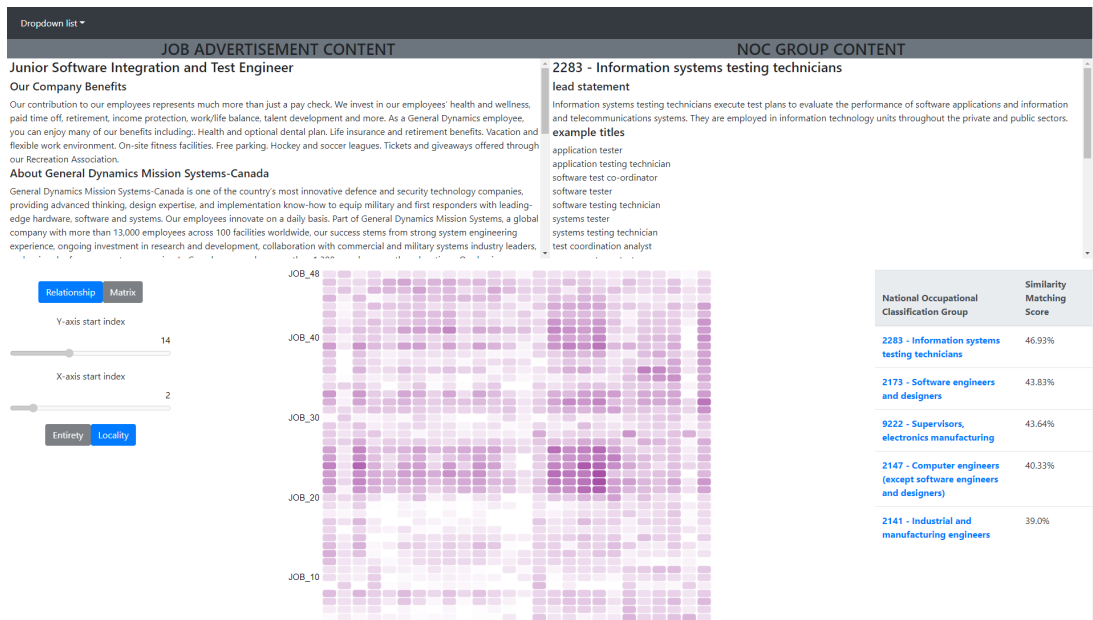 Dropdown list
JOB ADVERTISEMENT CONTENT
Junior Software Integration and Test Engineer
Our Company Benefits
Our contribution to our employees represents much more than just a pay check. We invest in our employees' health and wellness,
paid time off, retirement, income protection, work/life balance, talent development and more. As a General Dynamics employee,
you can enjoy many of our benefits including:. Health and optional dental plan. Life insurance and retirement benefits. Vacation and
flexible work environment. On-site fitness facilities. Free parking. Hockey and soccer leagues. Tickets and giveaways offered through
our Recreation Association.
About General Dynamics Mission Systems-Canada
General Dynamics Mission Systems-Canada is one of the country's most innovative defence and security technology companies,
providing advanced thinking, design expertise, and implementation know-how to equip military and first responders with leading-
edge hardware, software and systems. Our employees innovate on a daily basis. Part of General Dynamics Mission Systems, a global
company with more than 13,000 employees across 100 facilities worldwide, our success stems from strong system engineering
experience, ongoing investment in research and development, collaboration with commercial and military systems industry leaders,
NOC GROUP CONTENT
2283 - Information systems testing technicians
lead statement
Information systems testing technicians execute test plans to evaluate the performance of software applications and information
and telecommunications systems. They are employed in information technology units throughout the private and public sectors.
example titles
application tester
application testing technician
software test co-ordinator
software tester
software testing technician
systems tester
systems testing technician
test coordination analyst
Relationship Matrix
Y-axis start index
14
X-axis start index
2
Entirety Locality
JOB_48
JOB_40
JOB_30
JOB_20
JOB_10
National Occupational
Classification Group
Similarity
Matching
Score
2283 - Information systems
testing technicians
46.93%
2173 - Software engineers
and designers
43.83%
9222 - Supervisors,
electronics manufacturing
43.64%
2147 - Computer engineers
(except software engineers
and designers)
40.33%
2141 - Industrial and
manufacturing engineers
39.0%